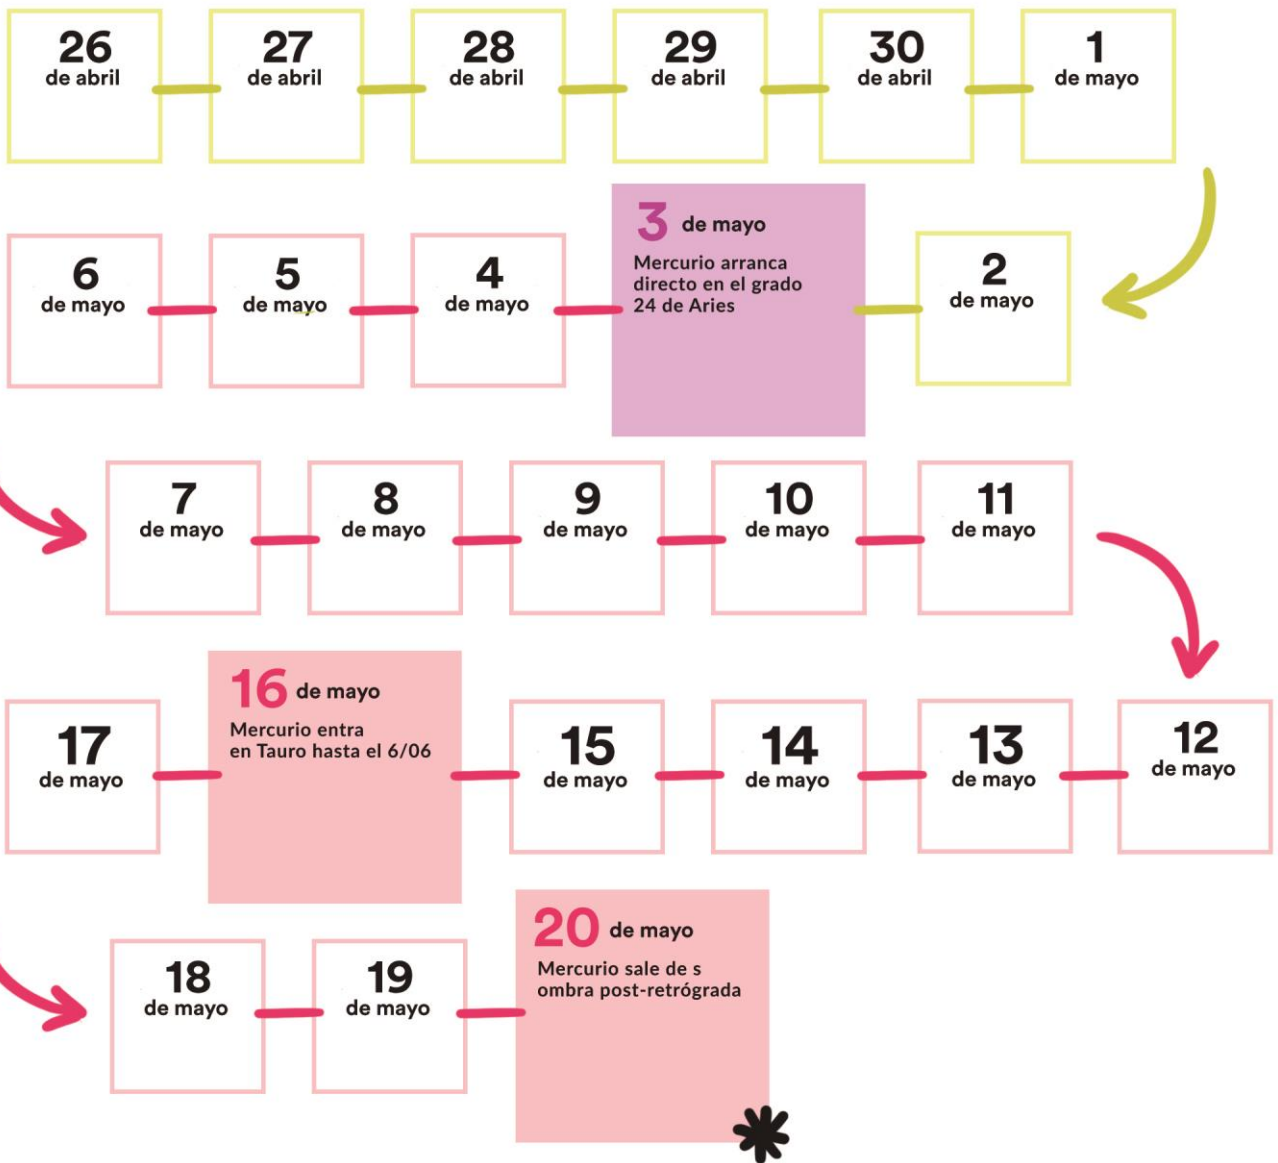 26
de abril
27
de abril
28
de abril
29
de abril
30
de abril
1
de mayo
2
de mayo
3 de mayo
Mercurio arranca
directo en el grado
24 de Aries
4
de mayo
5
de mayo
6
de mayo
7
de mayo
8
de mayo
9
de mayo
10
de mayo
11
de mayo
12
de mayo
13
de mayo
14
de mayo
15
de mayo
16 de mayo
Mercurio entra
en Tauro hasta el 6/06
17
de mayo
18
de mayo
19
de mayo
20 de mayo
Mercurio sale de s
ombra post-retrógrada